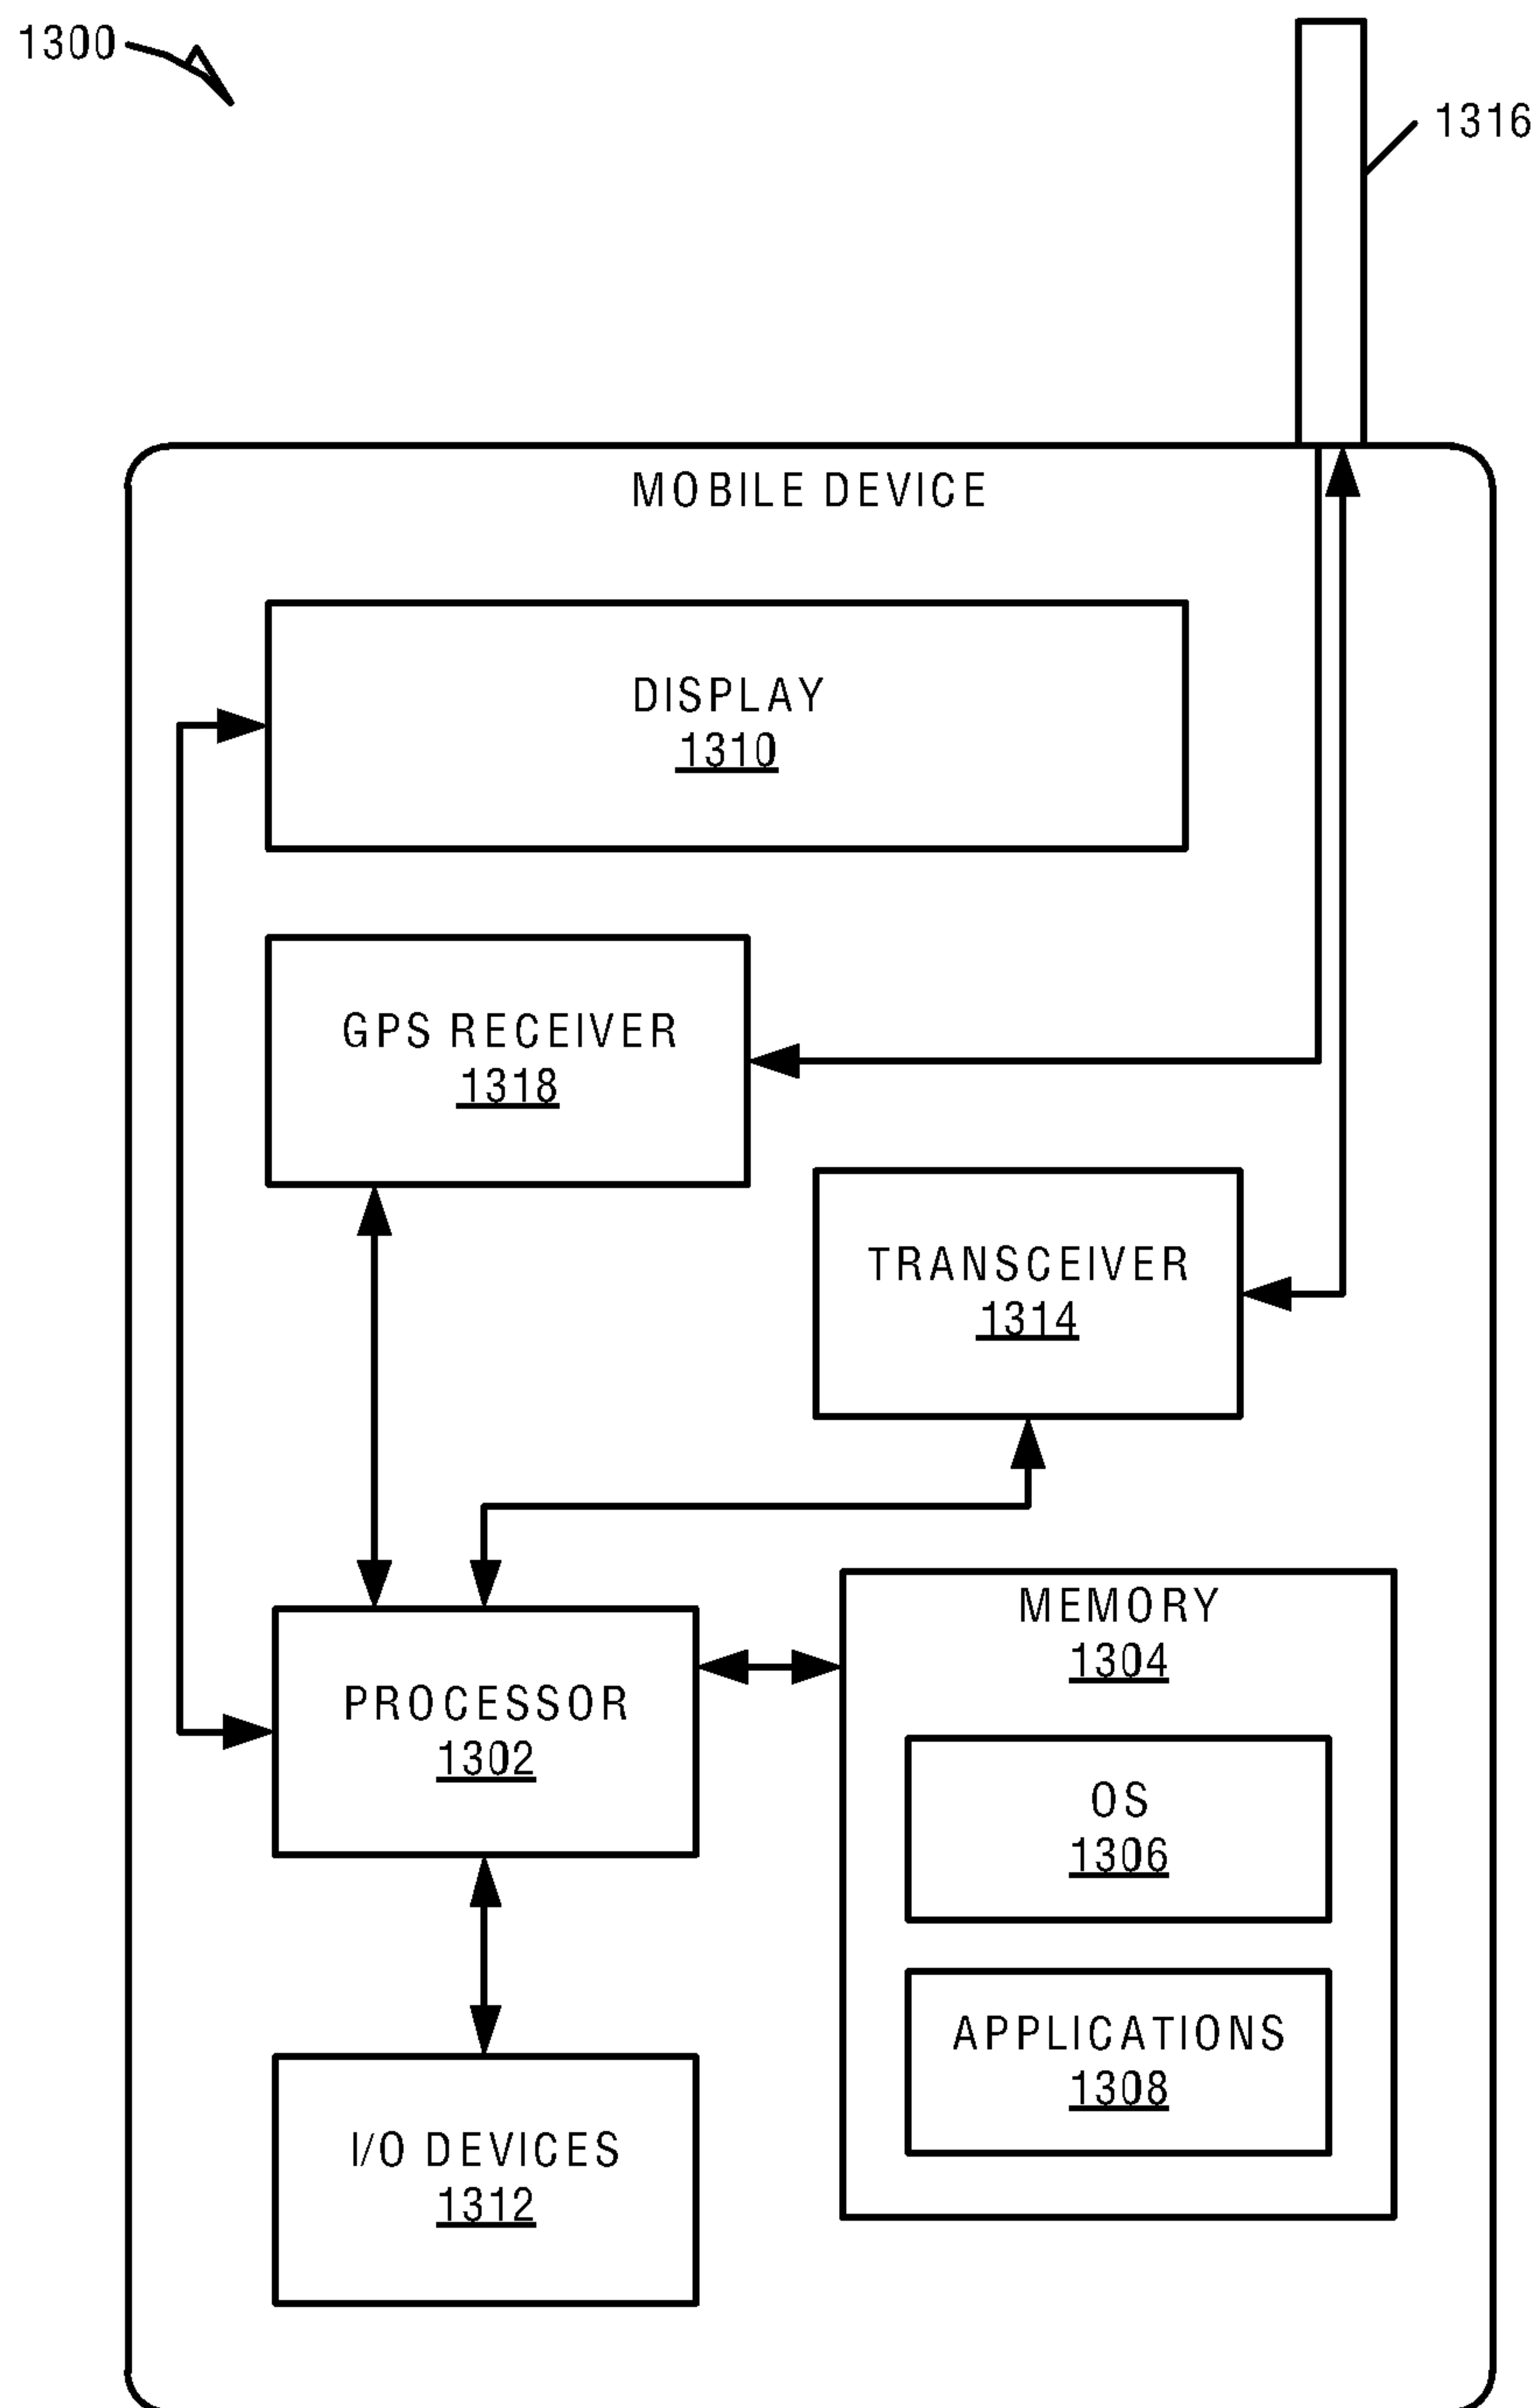 1300
1316
MOBILE DEVICE
DISPLAY
1310
GPS RECEIVER
1318
TRANSCEIVER
1314
MEMORY
1304
PROCESSOR
1302
OS
1306
APPLICATIONS
1308
I/O DEVICES
1312